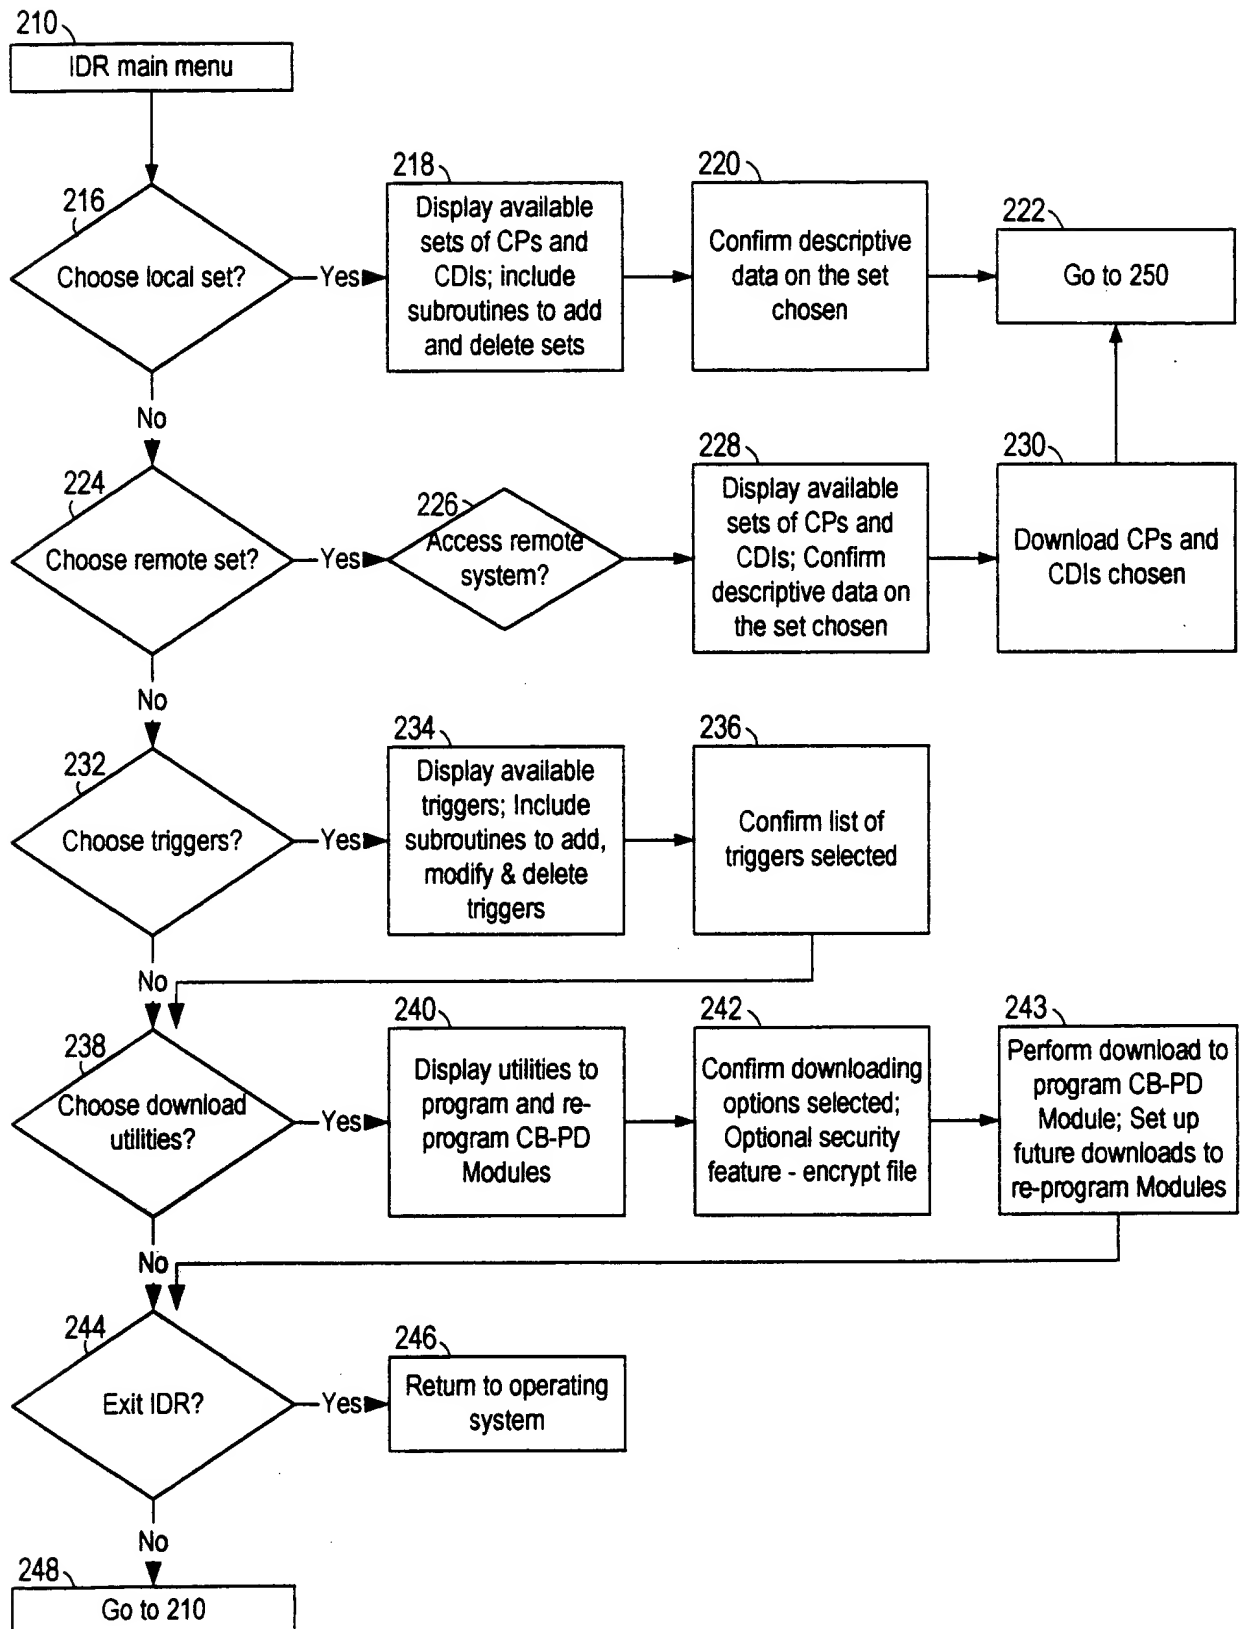 210
IDR main menu
216
Choose local set?
Yes
218
Display available
sets of CPs and
CDIs; include
subroutines to add
and delete sets
220
Confirm descriptive
data on the set
chosen
222
Go to 250
No
224
Choose remote set?
Yes
226
Access remote
system?
228
Display available
sets of CPs and
CDIs; Confirm
descriptive data on
the set chosen
230
Download CPs and
CDIs chosen
No
232
Choose triggers?
Yes
234
Display available
triggers; Include
subroutines to add,
modify & delete
triggers
236
Confirm list of
triggers selected
No
238
Choose download
utilities?
Yes
240
Display utilities to
program and re-
program CB-PD
Modules
242
Confirm downloading
options selected;
Optional security
feature - encrypt file
243
Perform download to
program CB-PD
Module; Set up
future downloads to
re-program Modules
No
244
Exit IDR?
Yes
246
Return to operating
system
No
248
Go to 210